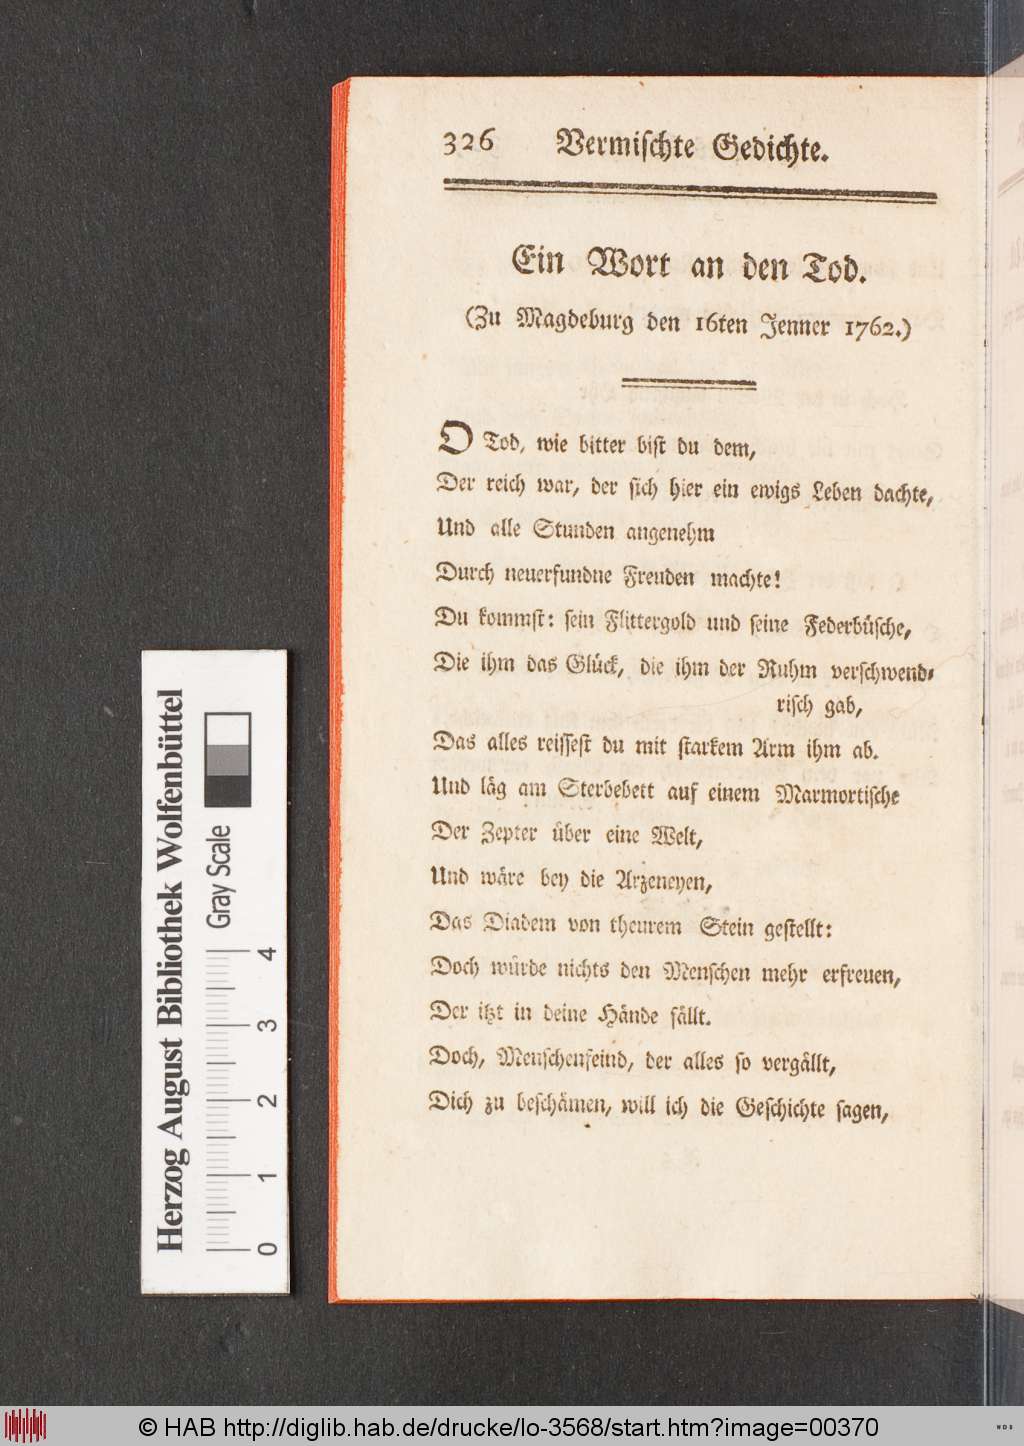 326 Vermischte Gedichte.
Ein Wort an den Tod.
(Zu Magdeburg den 16ten Jenner 1762.)
O Tod, wie bitter bist du dem,
Der reich war, der sich hier ein ewigs Leben dachte,
Und alle Stunden angenehm
Durch neuerfundne Freuden machte!
Du kommst: sein Flittergold und seine Federbüsche,
Die ihm das Glück, die ihm der Ruhm verschwend-
risch gab,
Das alles reissest du mit starkem Arm ihm ab.
Und läg am Sterbebett auf einem Marmortische
Der Zepter über eine Welt,
Und wäre bey die Arzeneyen,
Das Diadem von theurem Stein gestellt:
Doch würde nichts den Menschen mehr erfreuen,
Der itzt in deine Hände fällt.
Doch, Menschenfeind, der alles so vergällt,
Dich zu beschämen, will ich die Geschichte sagen,
Herzog August Bibliothek Wolfenbüttel
Gray Scale
0 1 2 3 4
© HAB http://diglib.hab.de/drucke/lo-3568/start.htm?image=00370